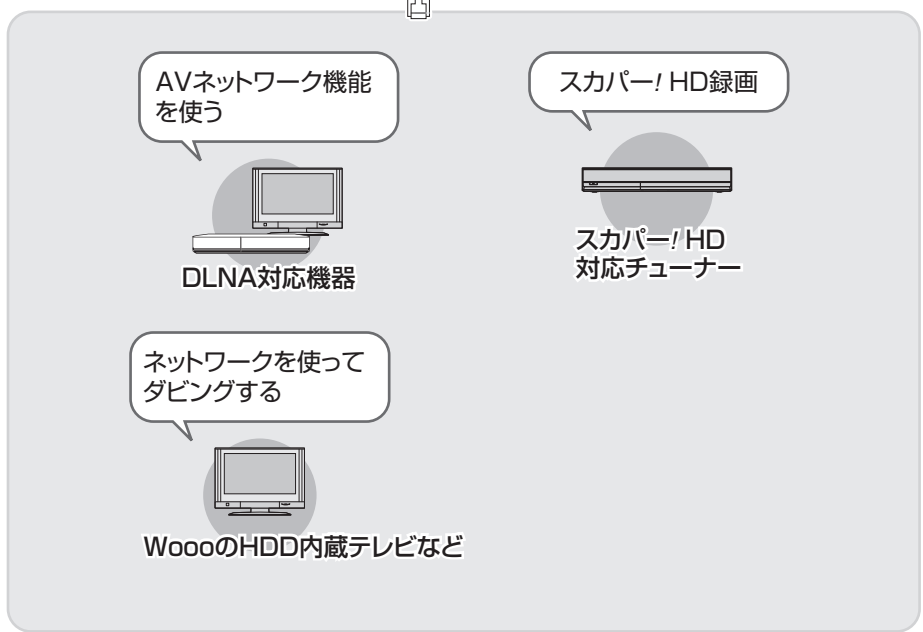 AVネットワーク機能
を使う
DLNA対応機器
スカパー! HD録画
スカパー! HD
対応チューナー
ネットワークを使って
ダビングする
WoooのHDD内蔵テレビなど